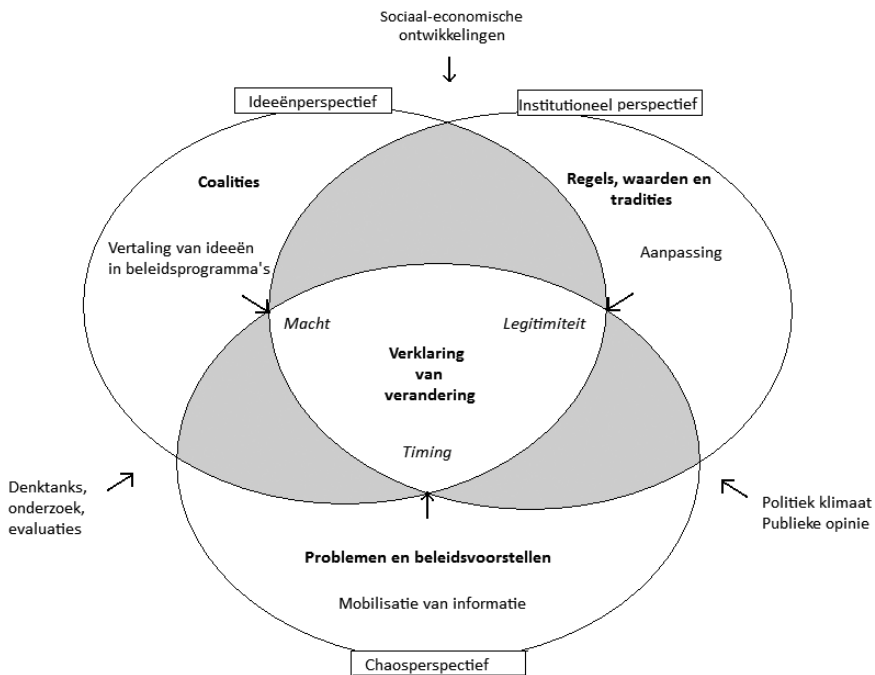 Sociaal-economische
ontwikkelingen
Ideeënperspectief
Institutioneel perspectief
Coalities
Regels, waarden en
tradities
Vertaling van ideeën
in beleidsprogramma's
Aanpassing
Macht
Legitimiteit
Verklaring
van
verandering
Timing
Denktanks,
onderzoek,
evaluaties
Politiek klimaat
Publieke opinie
Problemen en beleidsvoorstellen
Mobilisatie van informatie
Chaosperspectief